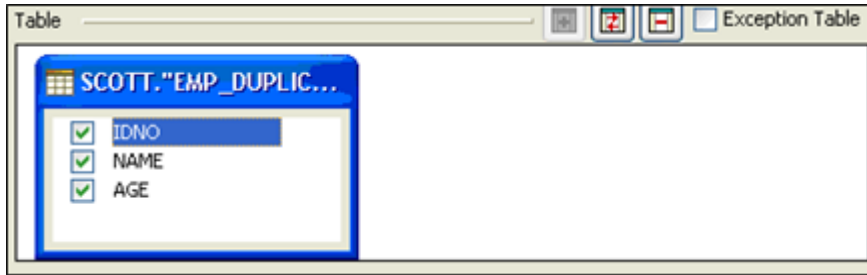 Table
Exception Table
SCOTT."EMP_DUPLIC...
IDNO
NAME
AGE